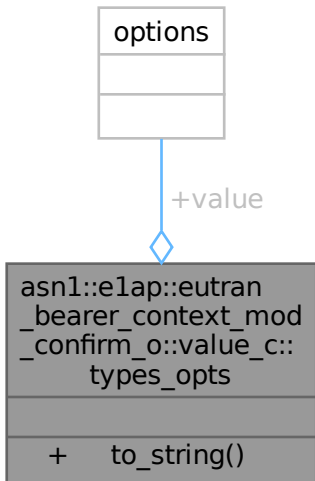 options
+value
asn1::e1ap::eutran
_bearer_context_mod
_confirm_o::value_c::
types_opts
+ to_string()